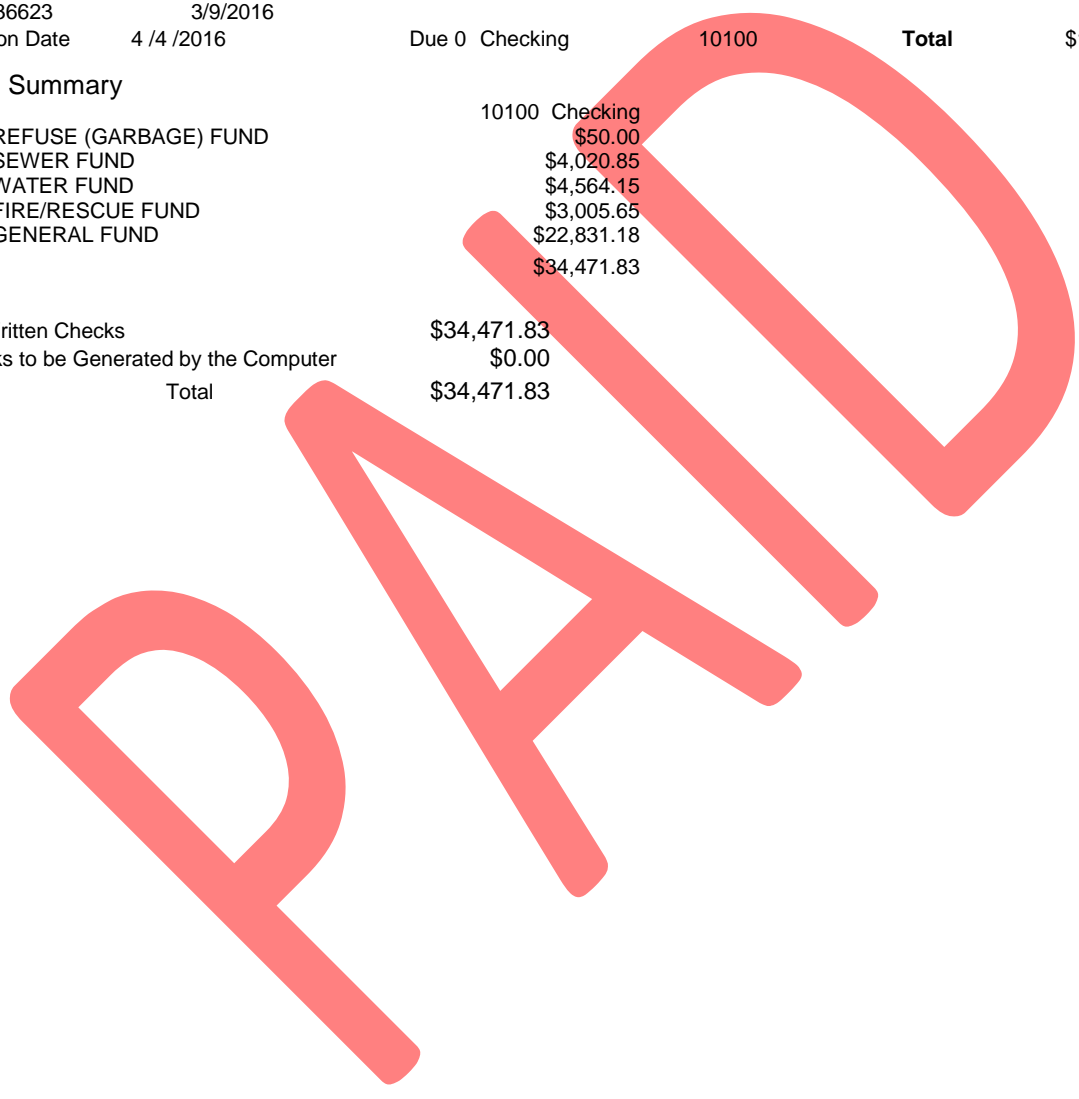 36623 3/9/2016
on Date 4 /4 /2016 Due 0 Checking 10100 Total $
Summary
10100 Checking
REFUSE (GARBAGE) FUND $50.00
SEWER FUND $4,020.85
WATER FUND $4,564.15
FIRE/RESCUE FUND $3,005.65
GENERAL FUND $22,831.18
$34,471.83
ritten Checks $34,471.83
ks to be Generated by the Computer $0.00
Total $34,471.83
PAID